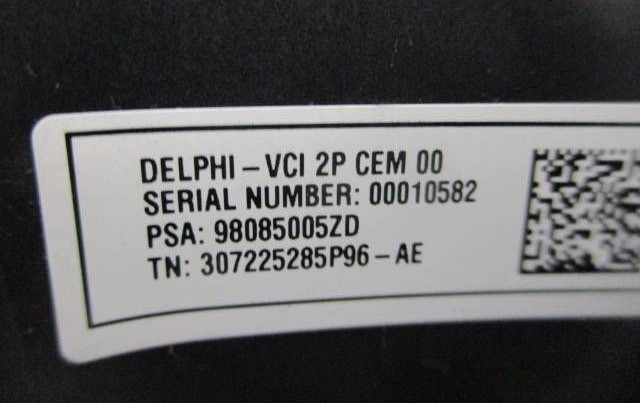 DELPHI-VCI 2P CEM 00
SERIAL NUMBER: 00010582
PSA: 98085005ZD
TN: 307225285P96-AE